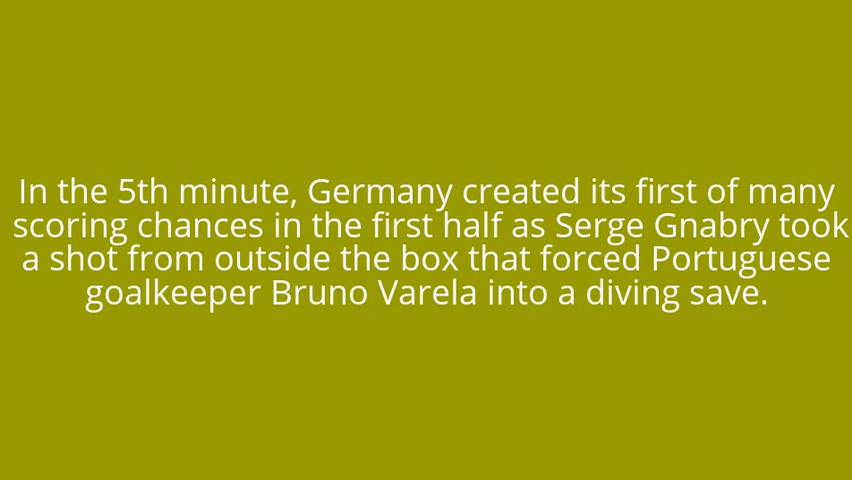 In the 5th minute, Germany created its first of many
scoring chances in the first half as Serge Gnabry took
a shot from outside the box that forced Portuguese
goalkeeper Bruno Varela into a diving save.